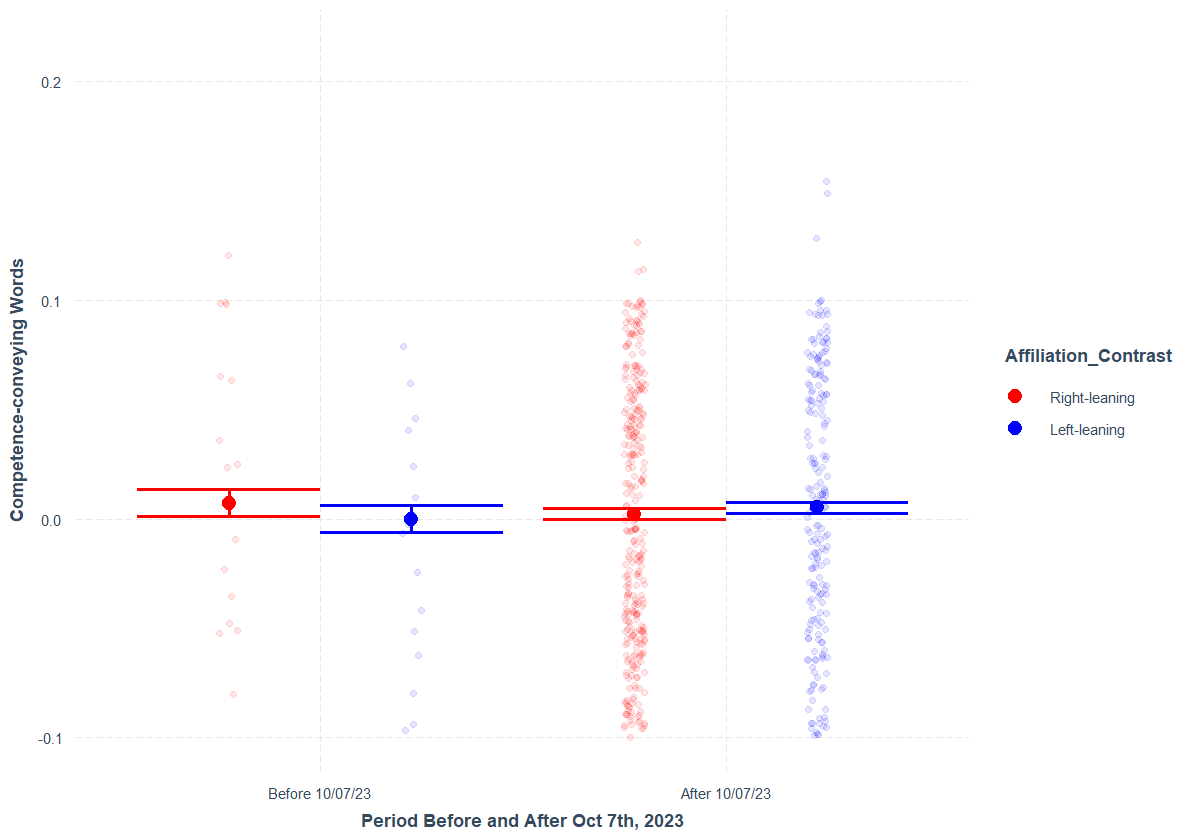 0.2
0.1
0.0
-0.1
Competence-conveying Words
Before 10/07/23
After 10/07/23
Period Before and After Oct 7th, 2023
Affiliation_Contrast
Right-leaning
Left-leaning